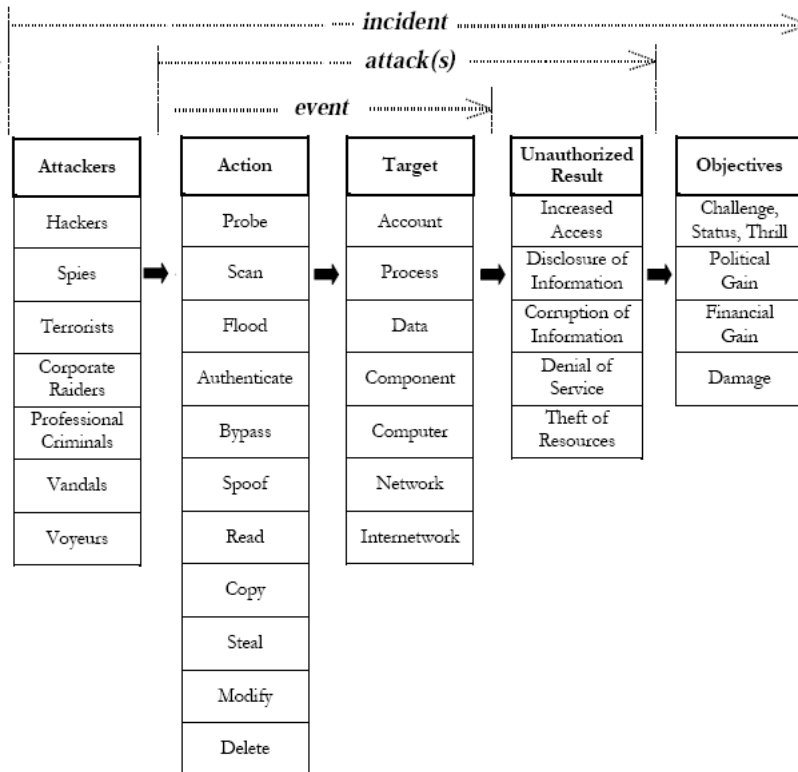 incident
attack(s)
event
Attackers
Hackers
Spies
Terrorists
Corporate
Raiders
Professional
Criminals
Vandals
Voyeurs
Action
Probe
Scan
Flood
Authenticate
Bypass
Spoof
Read
Copy
Steal
Modify
Delete
Target
Account
Process
Data
Component
Computer
Network
Internetwork
Unauthorized
Result
Increased
Access
Disclosure of
Information
Corruption of
Information
Denial of
Service
Theft of
Resources
Objectives
Challenge,
Status, Thrill
Political
Gain
Financial
Gain
Damage